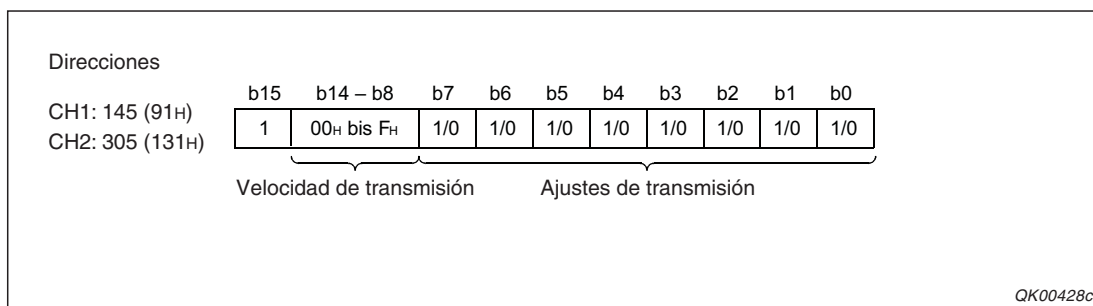 Direcciones
b15 b14 – b8 b7 b6 b5 b4 b3 b2 b1 b0
CH1: 145 (91H)
CH2: 305 (131H)
1 00H bis FH 1/0 1/0 1/0 1/0 1/0 1/0 1/0 1/0
Velocidad de transmisión Ajustes de transmisión
QK00428c